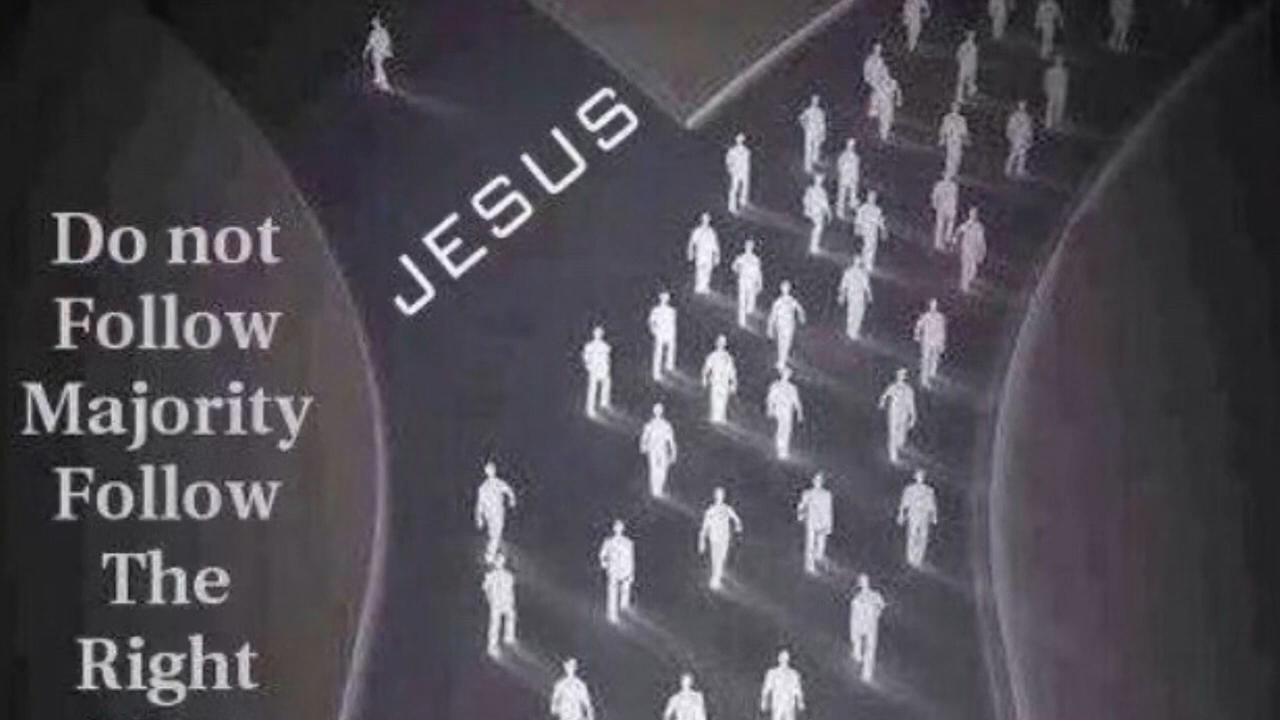 JESUS
Do not
Follow
Majority
Follow
The
Right